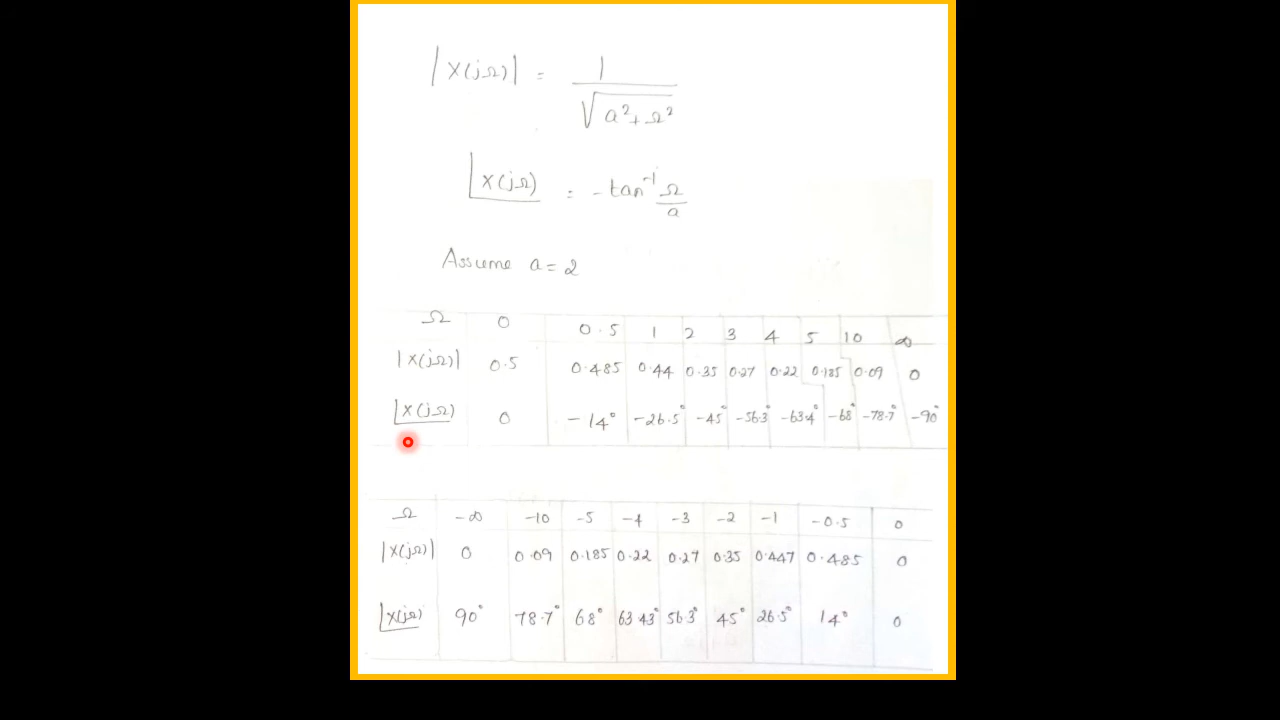 |X(jΩ)| = 1 / √(a² + Ω²)
∠X(jΩ) = -tan⁻¹ Ω/a
Assume a = 2
Ω 0 0.5 1 2 3 4 5 10 ∞
|X(jΩ)| 0.5 0.485 0.44 0.35 0.27 0.22 0.185 0.09 0
∠X(jΩ) 0 -14° -26.5° -45° -56.3° -63.4° -68° -78.7° -90°
Ω -∞ -10 -5 -4 -3 -2 -1 -0.5 0
|X(jΩ)| 0 0.09 0.185 0.22 0.27 0.35 0.447 0.485 0
∠X(jΩ) 90° 78.7° 68° 63.43° 56.3° 45° 26.5° 14° 0